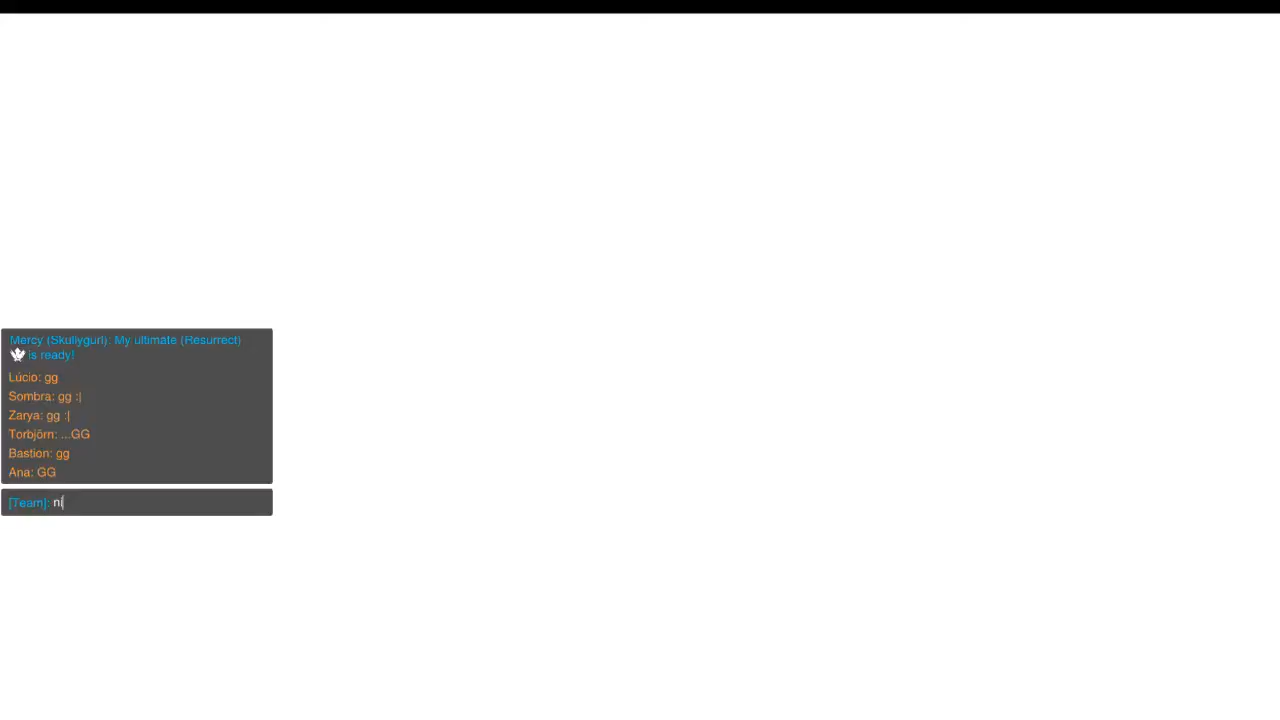 Mercy (Skullygurl): My ultimate (Resurrect)
is ready!
Lúcio: gg
Sombra: gg :|
Zarya: gg :|
Torbjörn: ...GG
Bastion: gg
Ana: GG
[Team]: ni